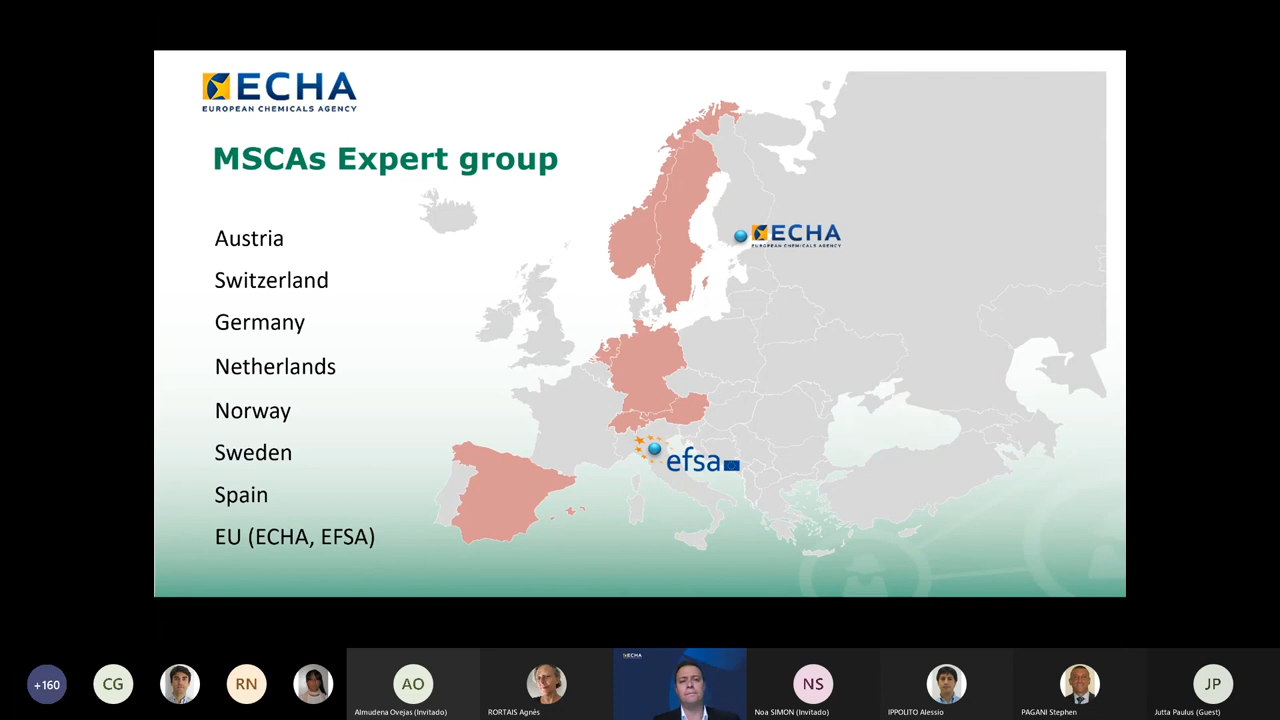 ECHA
EUROPEAN CHEMICALS AGENCY
MSCAs Expert group
Austria
Switzerland
Germany
Netherlands
Norway
Sweden
Spain
EU (ECHA, EFSA)
ECHA
EUROPEAN CHEMICALS AGENCY
efsa
+160
CG
RN
AO
Almudena Ovejas (Invitado)
RORTAIS Agnès
ECHA
NS
Noa SIMON (Invitado)
IPPOLITO Alessio
PAGANI Stephen
JP
Jutta Paulus (Guest)